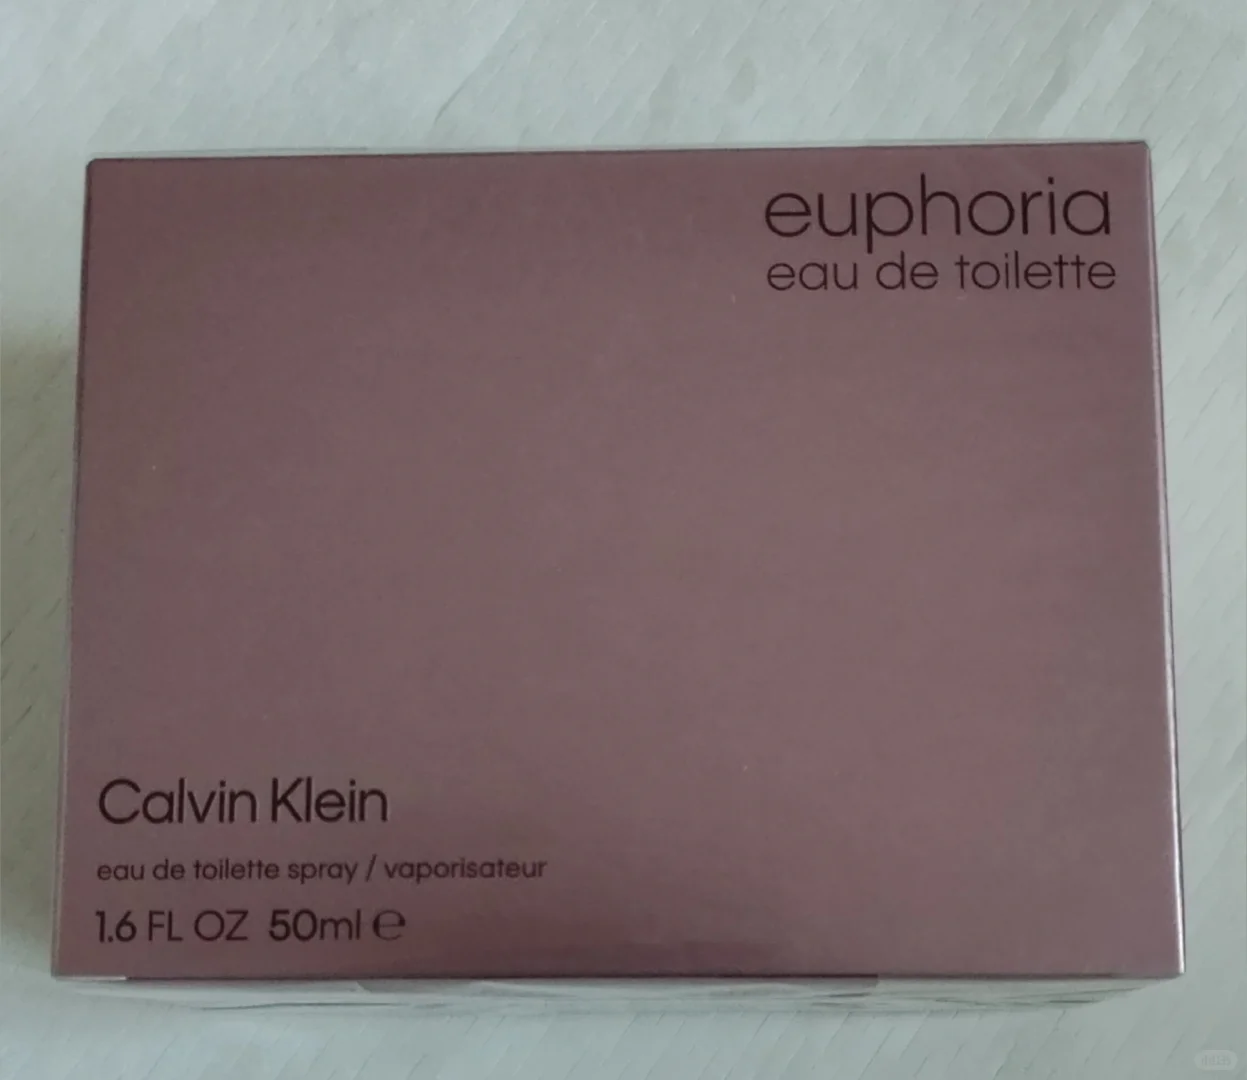 euphoria
eau de toilette
Calvin Klein
eau de toilette spray / vaporisateur
1.6 FL OZ 50ml ℮